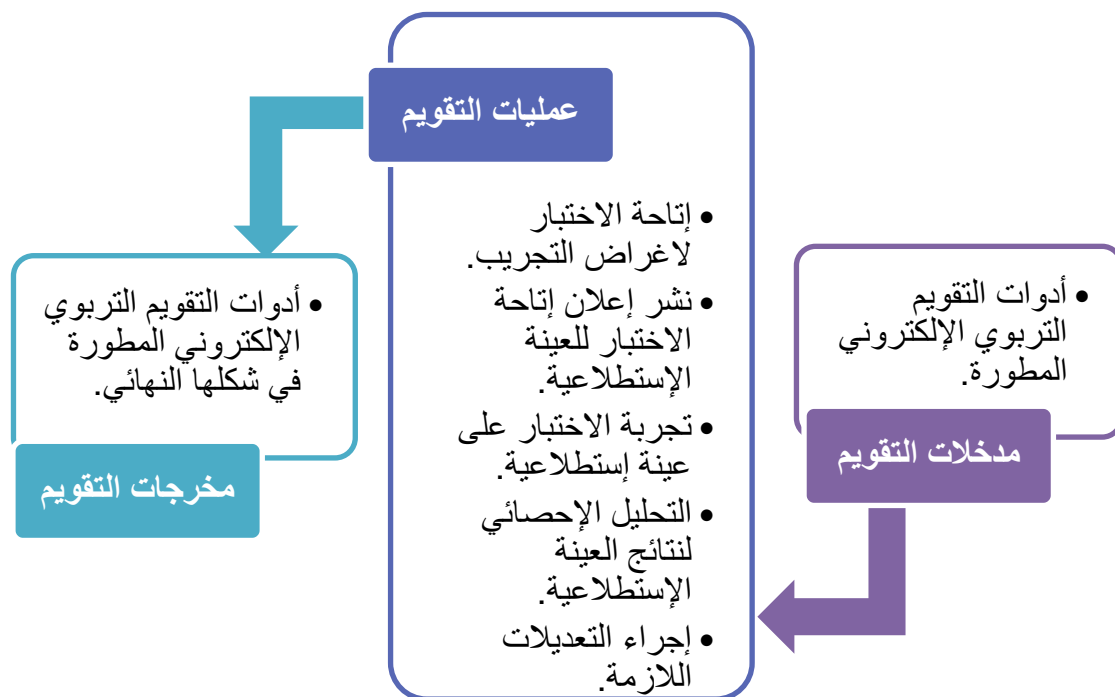 أدوات التقويم
التربوي الإلكتروني
المطورة.
مدخلات التقويم
عمليات التقويم
إتاحة الاختبار
لاغراض التجريب.
نشر إعلان إتاحة
الاختبار للعينة
الإستطلاعية.
تجربة الاختبار على
عينة إستطلاعية.
التحليل الإحصائي
لنتائج العينة
الإستطلاعية.
إجراء التعديلات
اللازمة.
أدوات التقويم التربوي
الإلكتروني المطورة
في شكلها النهائي.
مخرجات التقويم